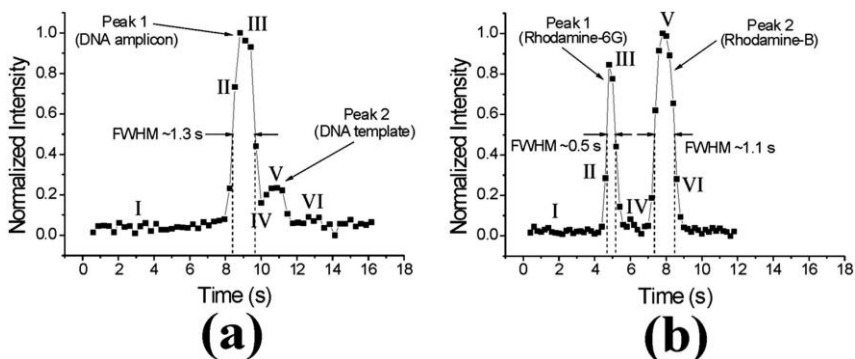 Peak 1
(DNA amplicon)
III
1.0
0.8
II
0.6
Peak 2
(DNA template)
FWHM ~1.3 s
0.4
V
0.2
I
IV
VI
0.0
Normalized Intensity
0 2 4 6 8 10 12 14 16 18
Time (s)
(a)
V
Peak 1
(Rhodamine-6G)
III
Peak 2
(Rhodamine-B)
1.0
0.8
0.6
FWHM ~0.5 s
FWHM ~1.1 s
0.4
II
VI
0.2
I
IV
0.0
Normalized Intensity
0 2 4 6 8 10 12 14
Time (s)
(b)